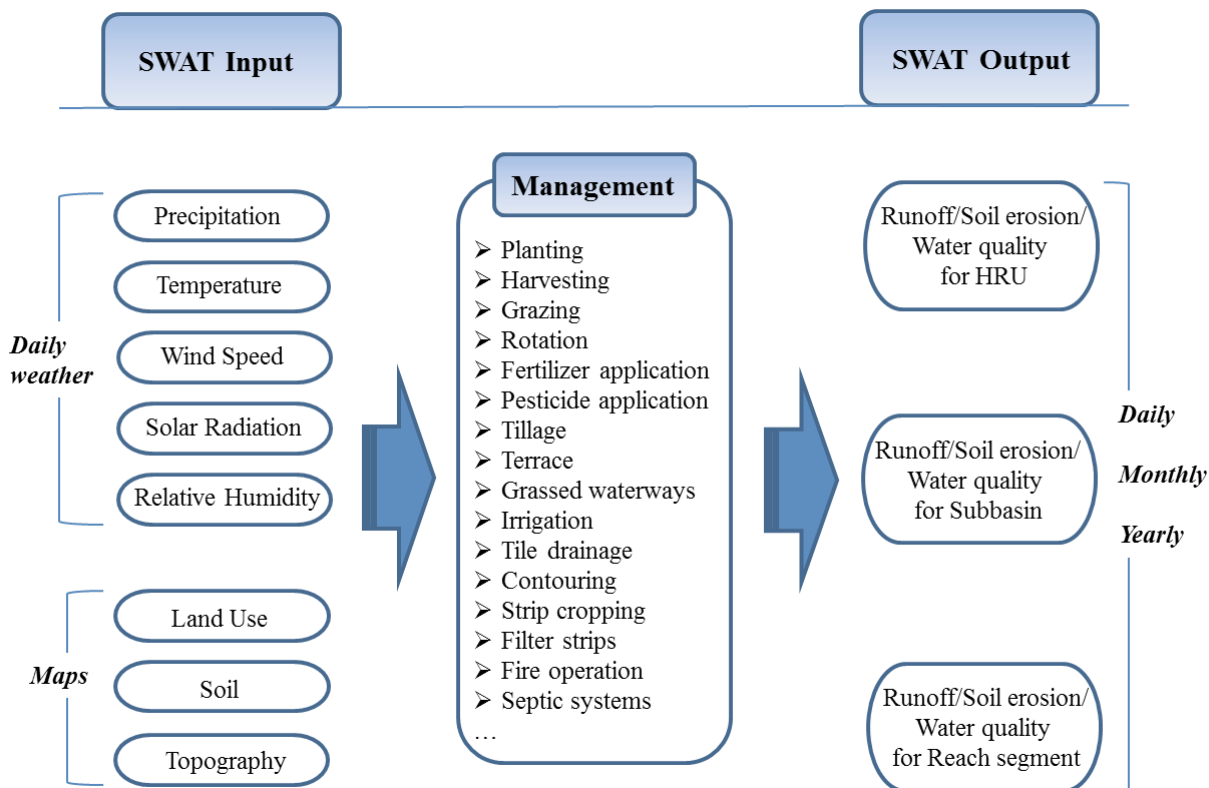 SWAT Input
SWAT Output
Daily
weather
Precipitation
Temperature
Wind Speed
Solar Radiation
Relative Humidity
Maps
Land Use
Soil
Topography
Management
➢ Planting
➢ Harvesting
➢ Grazing
➢ Rotation
➢ Fertilizer application
➢ Pesticide application
➢ Tillage
➢ Terrace
➢ Grassed waterways
➢ Irrigation
➢ Tile drainage
➢ Contouring
➢ Strip cropping
➢ Filter strips
➢ Fire operation
➢ Septic systems
…
Runoff/Soil erosion/
Water quality
for HRU
Runoff/Soil erosion/
Water quality
for Subbasin
Runoff/Soil erosion/
Water quality
for Reach segment
Daily
Monthly
Yearly